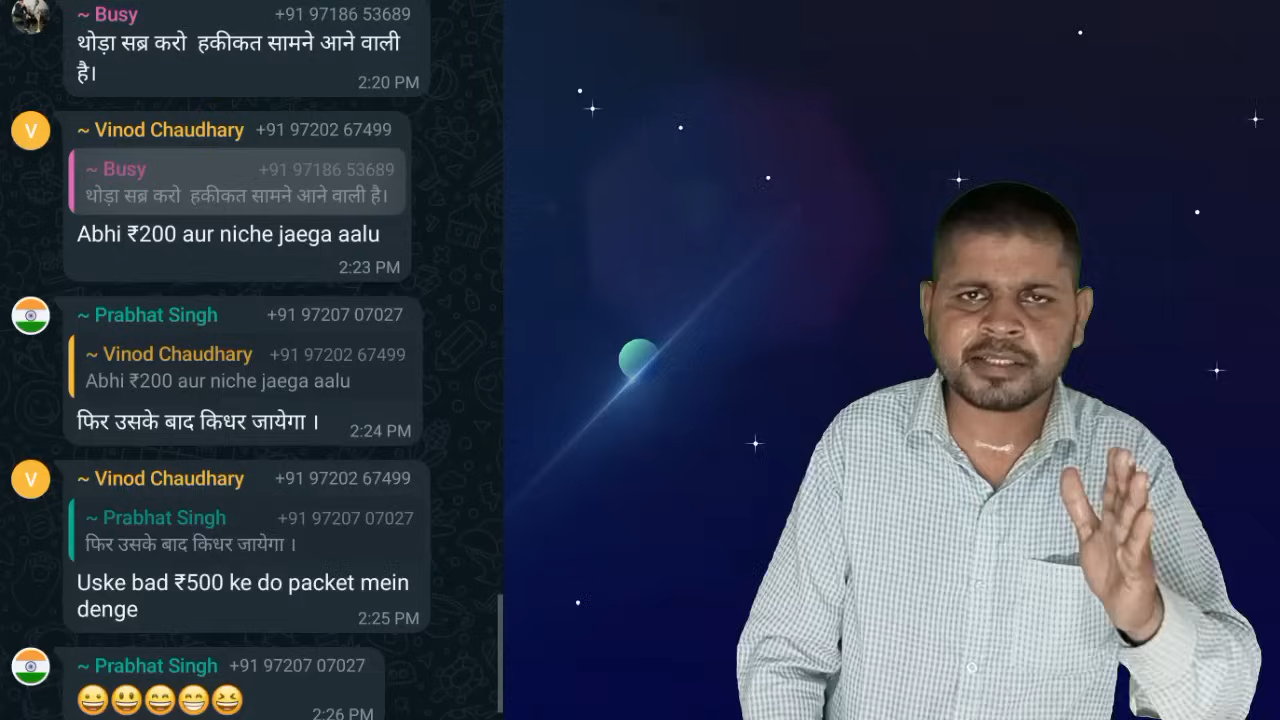 ~ Busy +91 97186 53689
थोड़ा सब्र करो हकीकत सामने आने वाली
है।
2:20 PM
V
~ Vinod Chaudhary +91 97202 67499
~ Busy +91 97186 53689
थोड़ा सब्र करो हकीकत सामने आने वाली है।
Abhi ₹200 aur niche jaega aalu
2:23 PM
~ Prabhat Singh +91 97207 07027
~ Vinod Chaudhary +91 97202 67499
Abhi ₹200 aur niche jaega aalu
फिर उसके बाद किधर जायेगा ।
2:24 PM
V
~ Vinod Chaudhary +91 97202 67499
~ Prabhat Singh +91 97207 07027
फिर उसके बाद किधर जायेगा ।
Uske bad ₹500 ke do packet mein
denge
2:25 PM
~ Prabhat Singh +91 97207 07027
😀😃😄😁😆
2:26 PM